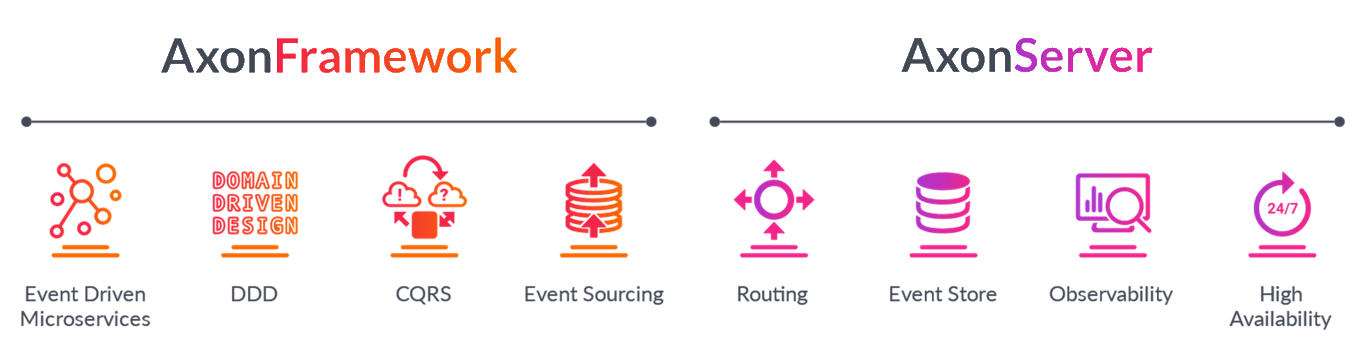 AxonFramework
AxonServer
DOMAIN
DRIVEN
DESIGN
!
?
24/7
Event Driven
Microservices
DDD
CQRS
Event Sourcing
Routing
Event Store
Observability
High
Availability